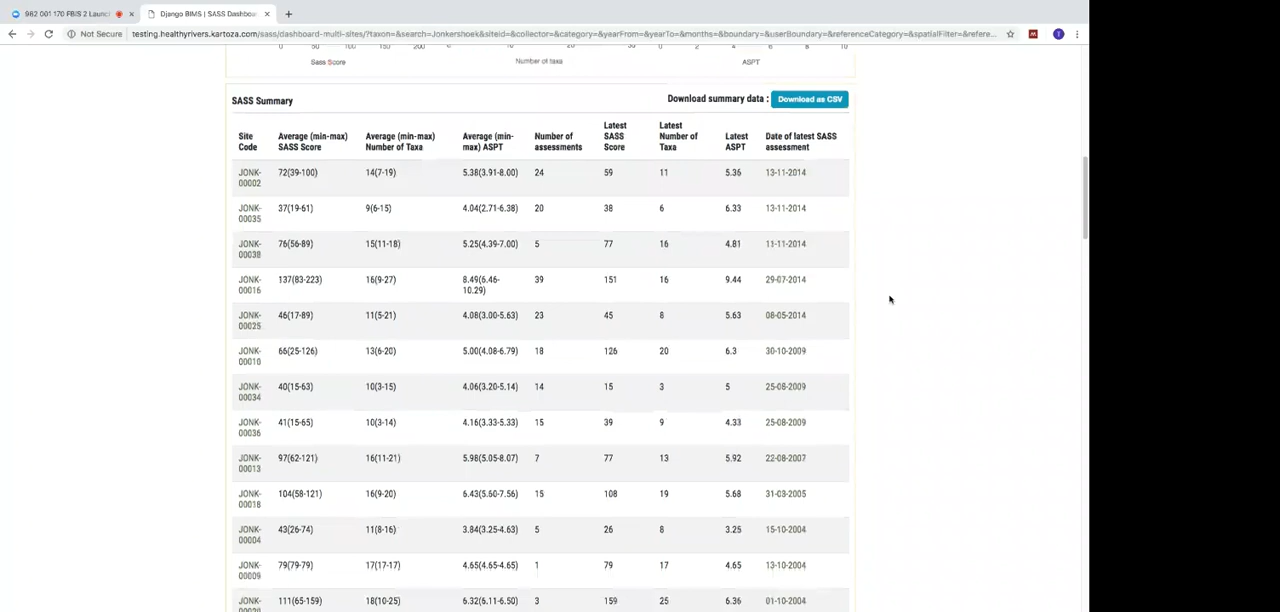 982 001 170 FBIS 2 Launc
Django BIMS | SASS Dashboa
Not Secure
testing.healthyrivers.kartoza.com/sass/dashboard-multi-sites/?taxon=&search=Jonkershoek&siteId=&collector=&category=&yearFrom=&yearTo=&months=&boundary=&userBoundary=&referenceCategory=&spatialFilter=&refere...
0 50 100 150 200 0 10 30 0 2 4 6 8 10
Sass Score Number of taxa ASPT
SASS Summary
Download summary data : Download as CSV
Site Code Average (min-max) SASS Score Average (min-max) Number of Taxa Average (min-max) ASPT Number of assessments Latest SASS Score Latest Number of Taxa Latest ASPT Date of latest SASS assessment
JONK-00002 72(39-100) 14(7-19) 5.38(3.91-8.00) 24 59 11 5.36 13-11-2014
JONK-00035 37(19-61) 9(6-15) 4.04(2.71-6.38) 20 38 6 6.33 13-11-2014
JONK-00038 76(56-89) 15(11-18) 5.25(4.39-7.00) 5 77 16 4.81 11-11-2014
JONK-00016 137(83-223) 16(9-27) 8.49(6.46-10.29) 39 151 16 9.44 29-07-2014
JONK-00025 46(17-89) 11(5-21) 4.08(3.00-5.63) 23 45 8 5.63 08-05-2014
JONK-00010 66(25-126) 13(6-20) 5.00(4.08-6.79) 18 126 20 6.3 30-10-2009
JONK-00034 40(15-63) 10(3-15) 4.06(3.20-5.14) 14 15 3 5 25-08-2009
JONK-00036 41(15-65) 10(3-14) 4.16(3.33-5.33) 15 39 9 4.33 25-08-2009
JONK-00013 97(62-121) 16(11-21) 5.98(5.05-8.07) 7 77 13 5.92 22-08-2007
JONK-00018 104(58-121) 16(9-20) 6.43(5.60-7.56) 15 108 19 5.68 31-03-2005
JONK-00004 43(26-74) 11(8-16) 3.84(3.25-4.63) 5 26 8 3.25 15-10-2004
JONK-00009 79(79-79) 17(17-17) 4.65(4.65-4.65) 1 79 17 4.65 13-10-2004
JONK- 111(65-159) 18(10-25) 6.32(6.11-6.50) 3 159 25 6.36 01-10-2004